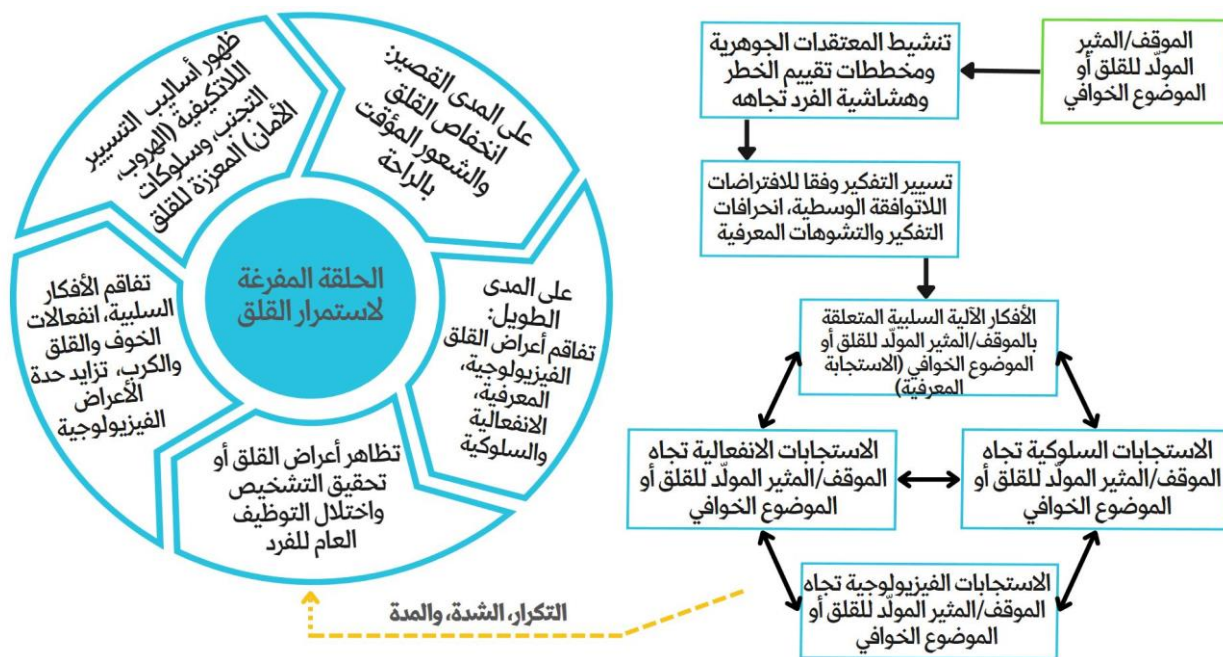 الموقف/المثير
المولّد للقلق أو
الموضوع الخوافي
تنشيط المعتقدات الجوهرية
ومخططات تقييم الخطر
وهشاشية الفرد تجاهه
تسيير التفكير وفقا للافتراضات
اللاتوافقة الوسطية، انحرافات
التفكير والتشوهات المعرفية
الأفكار الآلية السلبية المتعلقة
بالموقف/المثير المولّد للقلق أو
الموضوع الخوافي (الاستجابة
المعرفية)
الاستجابات السلوكية تجاه
الموقف/المثير المولّد للقلق أو
الموضوع الخوافي
الاستجابات الانفعالية تجاه
الموقف/المثير المولّد للقلق أو
الموضوع الخوافي
الاستجابات الفيزيولوجية تجاه
الموقف/المثير المولّد للقلق أو
الموضوع الخوافي
التكرار، الشدة، والمدة
الحلقة المفرغة
لاستمرار القلق
تظاهر أعراض القلق أو
تحقيق التشخيص
واختلال التوظيف
العام للفرد
تفاقم الأفكار
السلبية، انفعالات
الخوف والقلق
والكرب، تزايد حدة
الأعراض
الفيزيولوجية
ظهور أساليب التسيير
اللاتكيفية (الهروب،
التجنب، وسلوكات
الأمان) المعززة للقلق
على المدى القصير:
انخفاص القلق
والشعور المؤقت
بالراحة
على المدى
الطويل:
تفاقم أعراض القلق
الفيزيولوجية،
المعرفية،
الانفعالية
والسلوكية